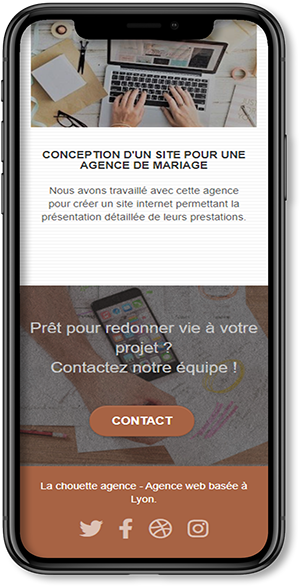 CONCEPTION D'UN SITE POUR UNE
AGENCE DE MARIAGE
Nous avons travaillé avec cette agence
pour créer un site internet permettant la
présentation détaillée de leurs prestations.
Prêt pour redonner vie à votre
projet ?
Contactez notre équipe !
CONTACT
La chouette agence - Agence web basée à
Lyon.